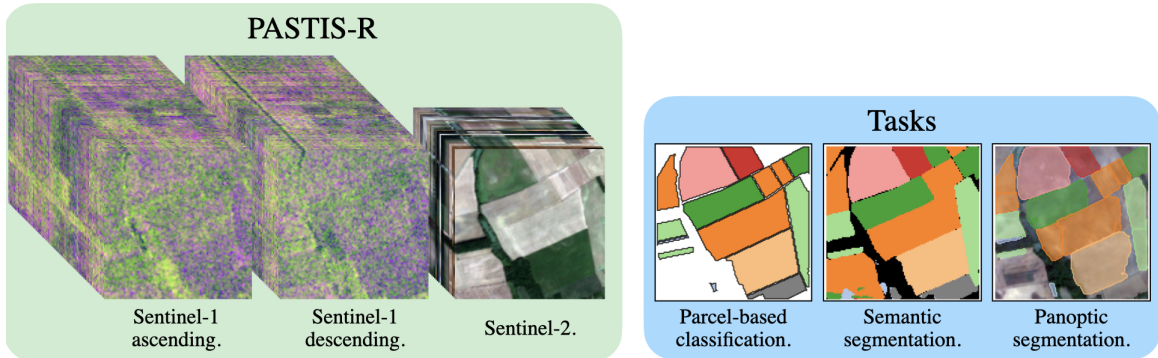 PASTIS-R
Sentinel-1
ascending.
Sentinel-1
descending.
Sentinel-2.
Tasks
Parcel-based
classification.
Semantic
segmentation.
Panoptic
segmentation.